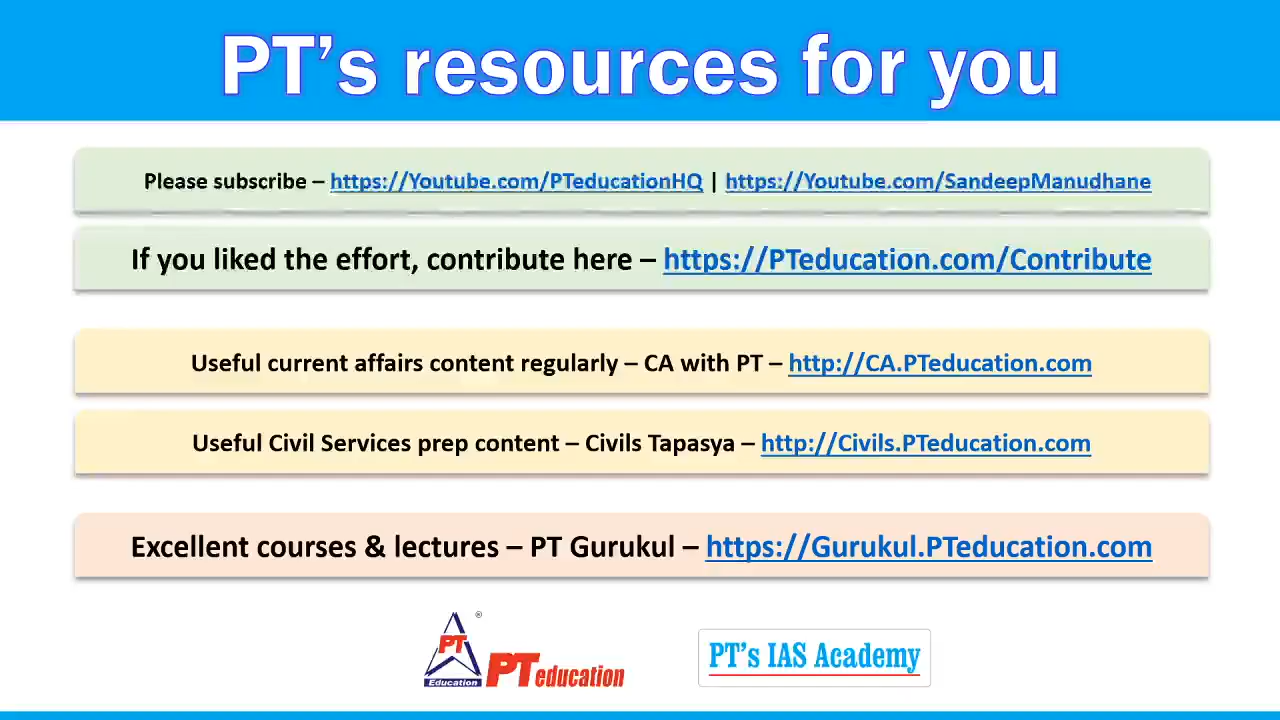 PT’s resources for you
Please subscribe – https://Youtube.com/PTeducationHQ | https://Youtube.com/SandeepManudhane
If you liked the effort, contribute here – https://PTeducation.com/Contribute
Useful current affairs content regularly – CA with PT – http://CA.PTeducation.com
Useful Civil Services prep content – Civils Tapasya – http://Civils.PTeducation.com
Excellent courses & lectures – PT Gurukul – https://Gurukul.PTeducation.com
PT ®
Education
PT education
PT’s IAS Academy